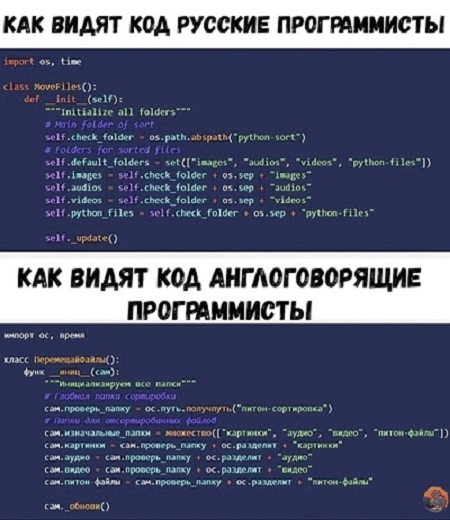 КАК ВИДЯТ КОД РУССКИЕ ПРОГРАММИСТЫ
import os, time
class MoveFiles():
def __init__(self):
"""Initialize all folders"""
# Main folder of sort
self.check_folder = os.path.abspath("python-sort")
# Folders for sorted files
self.default_folders = set(["images", "audios", "videos", "python-files"])
self.images = self.check_folder + os.sep + "images"
self.audios = self.check_folder + os.sep + "audios"
self.videos = self.check_folder + os.sep + "videos"
self.python_files = self.check_folder + os.sep + "python-files"
self._update()
КАК ВИДЯТ КОД АНГЛОГОВОРЯЩИЕ
ПРОГРАММИСТЫ
импорт ос, время
класс ПеремещайФайлы():
функ __иниц__(сам):
"""Инициализируем все папки"""
# Главная папка сортировки
сам.проверь_папку = ос.путь.получпуть("питон-сортировка")
# Папки для отсортированных файлов
сам.изначальные_папки = множество(["картинки", "аудио", "видео", "питон-файлы"])
сам.картинки = сам.проверь_папку + ос.разделит + "картинки"
сам.аудио = сам.проверь_папку + ос.разделит + "аудио"
сам.видео = сам.проверь_папку + ос.разделит + "видео"
сам.питон-файлы = сам.проверь_папку + ос.разделит + "питон-файлы"
сам._обнови()